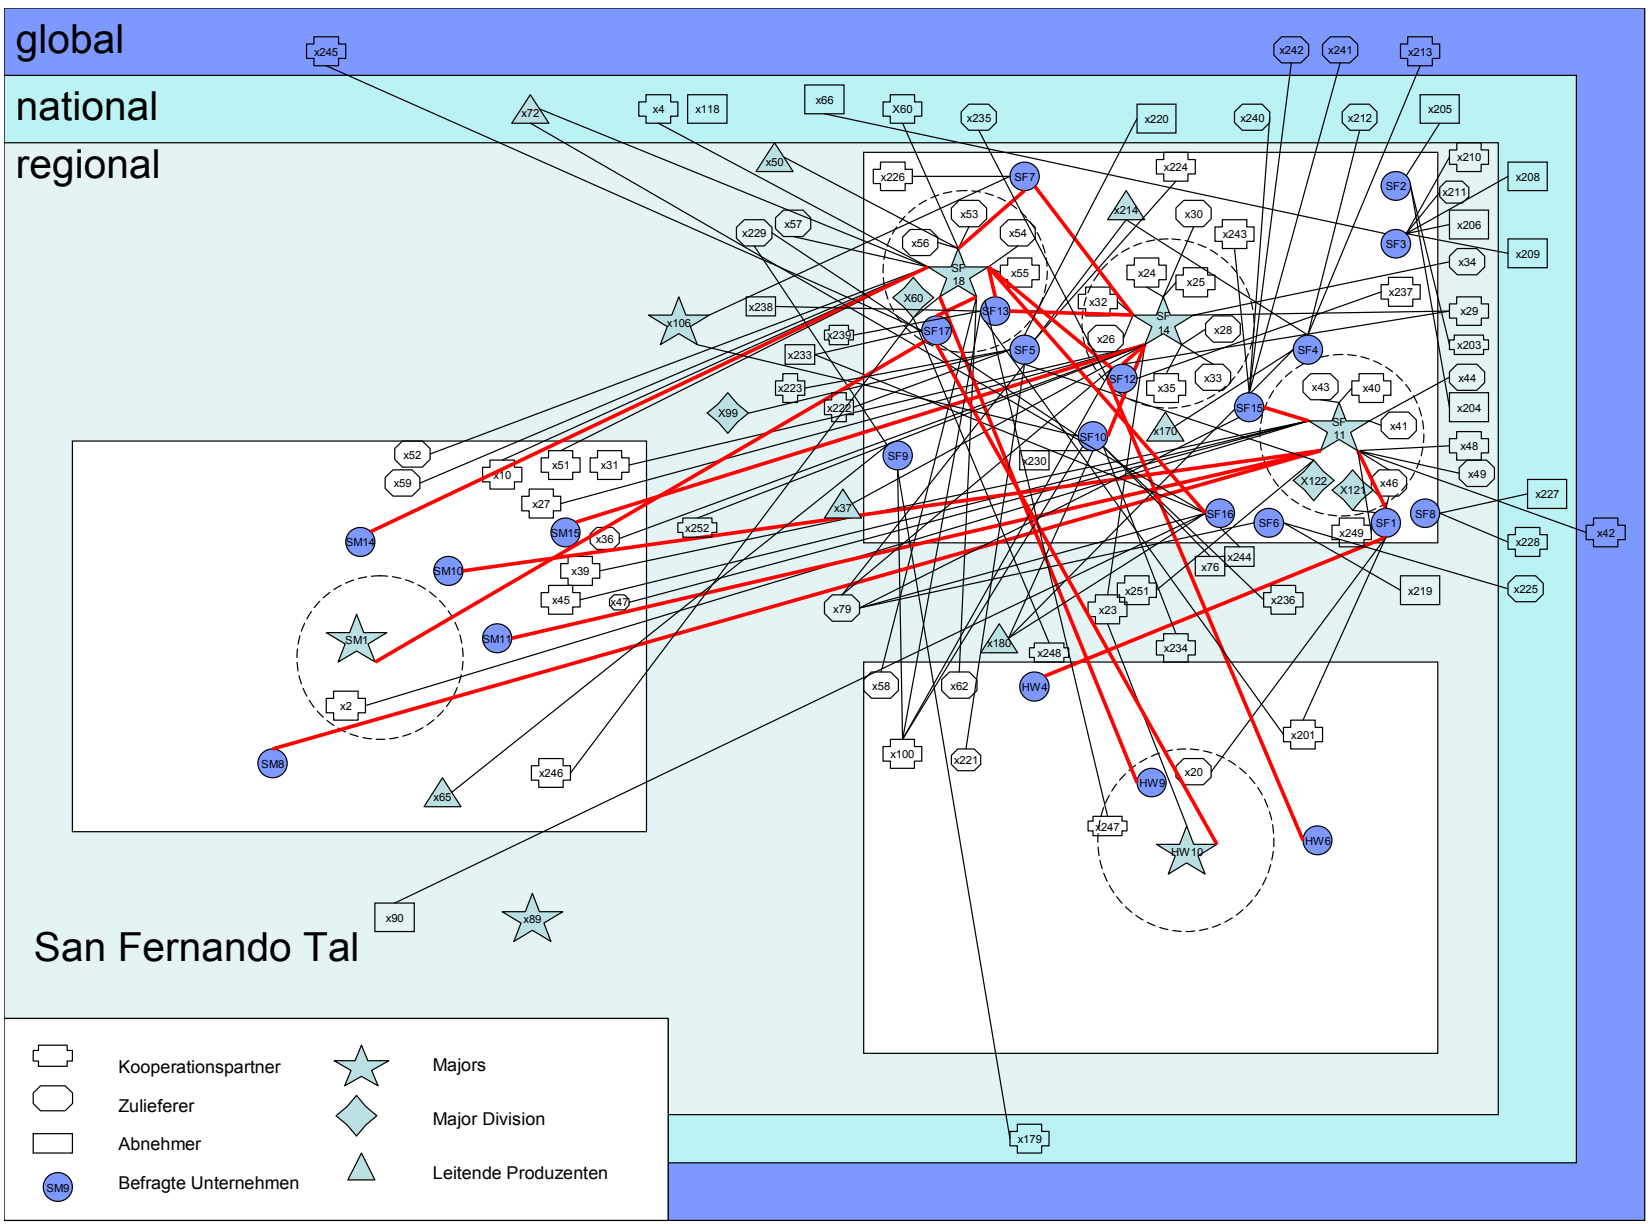 global
x245
x242
x241
x213
national
x72
x4
x118
x66
X60
x235
x220
x240
x212
x205
regional
x50
x226
SF7
x224
SF2
x210
x208
x211
x57
x229
x53
x56
x54
x214
x30
x243
SF3
x206
x209
SF
18
x55
x24
x25
x34
x237
X60
x32
x238
SF13
x106
SF17
x239
SF
14
x28
x29
x26
x203
x233
SF5
SF4
x223
SF12
x35
x33
x43
x40
x44
X99
x222
SF15
x204
SF10
x170
SF
11
x41
x48
x52
SF9
x230
x51
x31
x10
x59
x49
X122
X121
x46
x227
x27
x37
SF16
SF6
SF1
SF8
x252
x249
x42
SM14
SM15
x36
x228
x244
x76
SM10
x39
x251
x219
x225
x45
x47
x79
x23
x236
SM1
SM11
x180
x248
x234
x2
x58
x62
HW4
x201
SM8
x246
x100
x221
x20
HW9
x65
x247
HW10
HW6
x90
x89
San Fernando Tal
Kooperationspartner
Majors
Zulieferer
Major Division
Abnehmer
Leitende Produzenten
SM9
Befragte Unternehmen
x179